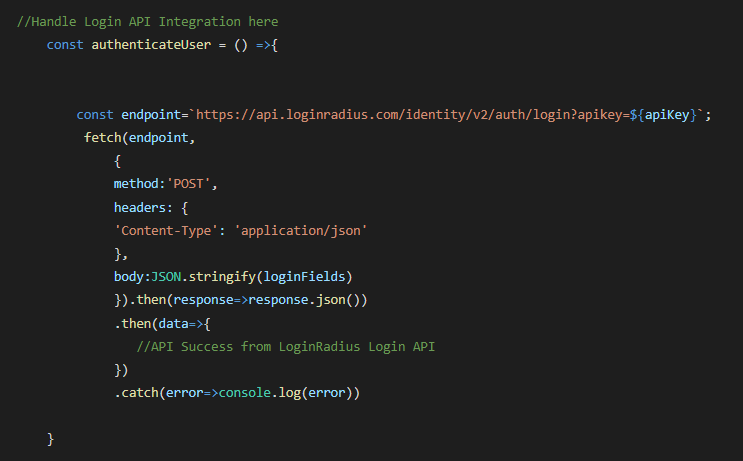 //Handle Login API Integration here
const authenticateUser = () =>{
const endpoint=`https://api.loginradius.com/identity/v2/auth/login?apikey=${apiKey}`;
fetch(endpoint,
{
method:'POST',
headers: {
'Content-Type': 'application/json'
},
body:JSON.stringify(loginFields)
}).then(response=>response.json())
.then(data=>{
//API Success from LoginRadius Login API
})
.catch(error=>console.log(error))
}